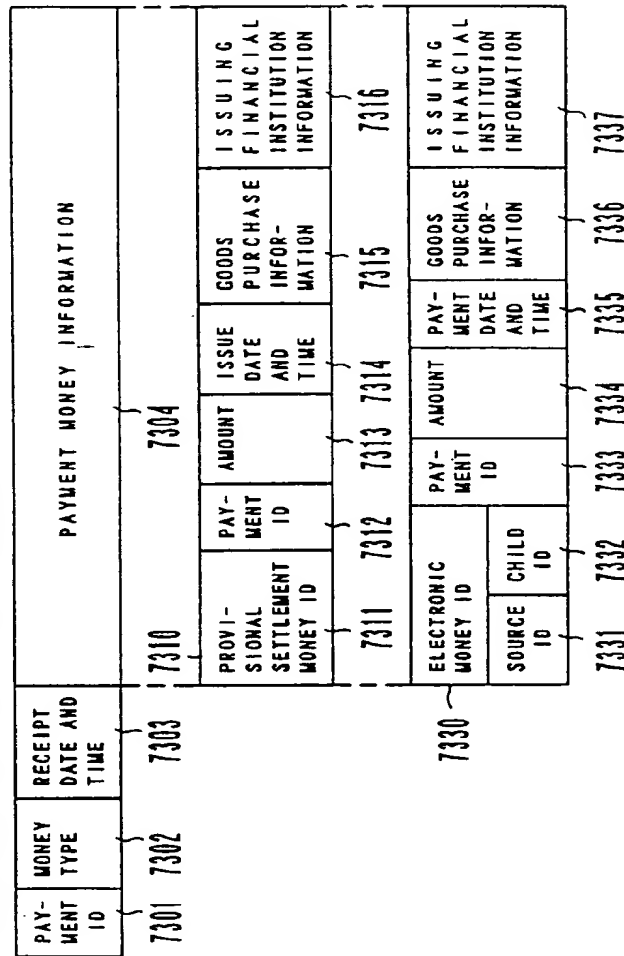 PAY-
MENT
ID
MONEY
TYPE
RECEIPT
DATE AND
TIME
PAYMENT MONEY INFORMATION
7301
7302
7303
7304
7310
PROVI-
SIONAL
SETTLEMENT
MONEY ID
PAY-
MENT ID
AMOUNT
ISSUE
DATE
AND
TIME
GOODS
PURCHASE
INFOR-
MATION
ISSUING
FINANCIAL
INSTITUTION
INFORMATION
7311
7312
7313
7314
7315
7316
7330
ELECTRONIC
MONEY ID
SOURCE
ID
CHILD
ID
PAY-
MENT
ID
AMOUNT
PAY-
MENT
DATE
AND
TIME
GOODS
PURCHASE
INFOR-
MATION
ISSUING
FINANCIAL
INSTITUTION
INFORMATION
7331
7332
7333
7334
7335
7336
7337